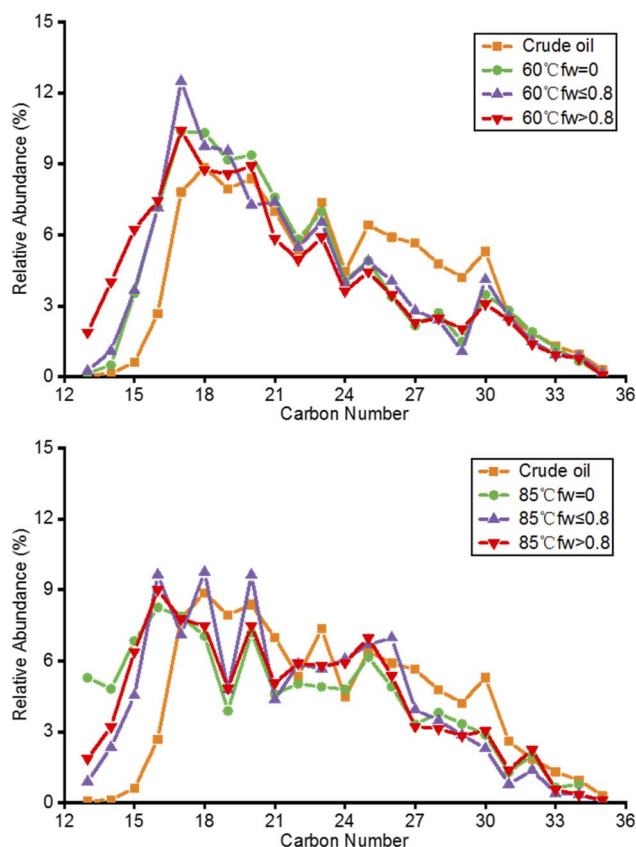 15
12
9
6
3
0
Relative Abundance (%)
Crude oil
60℃fw=0
60℃fw≤0.8
60℃fw>0.8
12 15 18 21 24 27 30 33 36
Carbon Number
15
12
9
6
3
0
Relative Abundance (%)
Crude oil
85℃fw=0
85℃fw≤0.8
85℃fw>0.8
12 15 18 21 24 27 30 33 36
Carbon Number